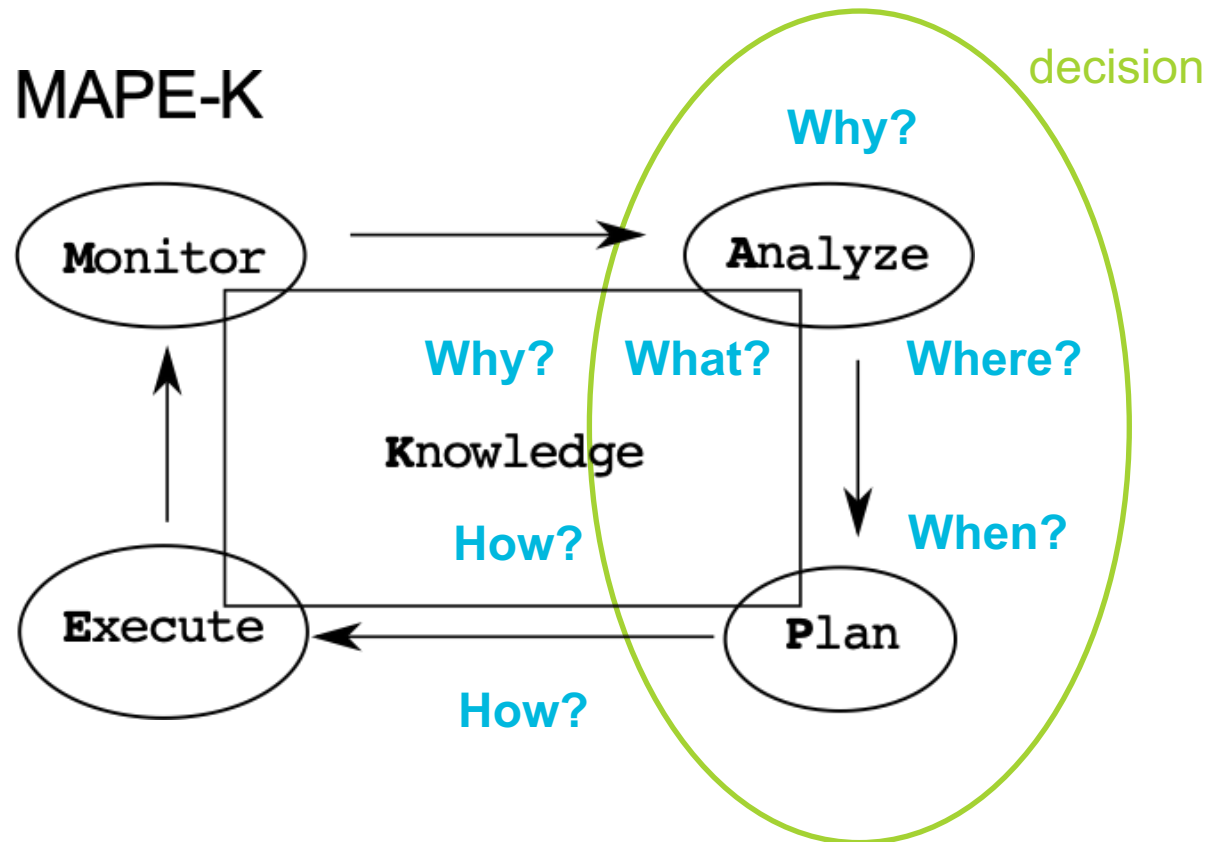 decision
MAPE-K
Why?
Monitor
Analyze
Why?
What?
Where?
Knowledge
How?
When?
Execute
Plan
How?